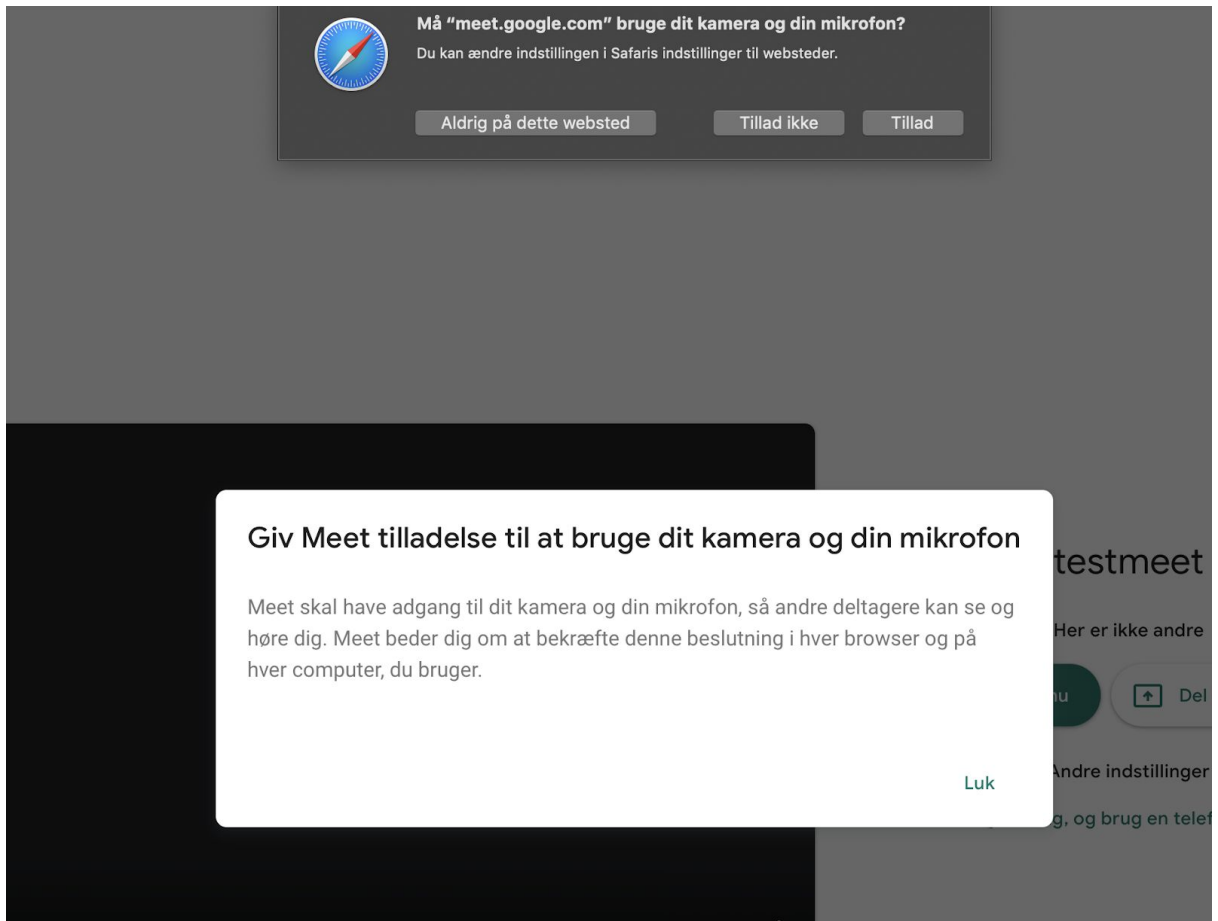 Må “meet.google.com” bruge dit kamera og din mikrofon?
Du kan ændre indstillingen i Safaris indstillinger til websteder.
Aldrig på dette websted
Tillad ikke
Tillad
Giv Meet tilladelse til at bruge dit kamera og din mikrofon
Meet skal have adgang til dit kamera og din mikrofon, så andre deltagere kan se og
høre dig. Meet beder dig om at bekræfte denne beslutning i hver browser og på
hver computer, du bruger.
Luk
testmeet
Her er ikke andre
Del
Andre indstillinger
, og brug en